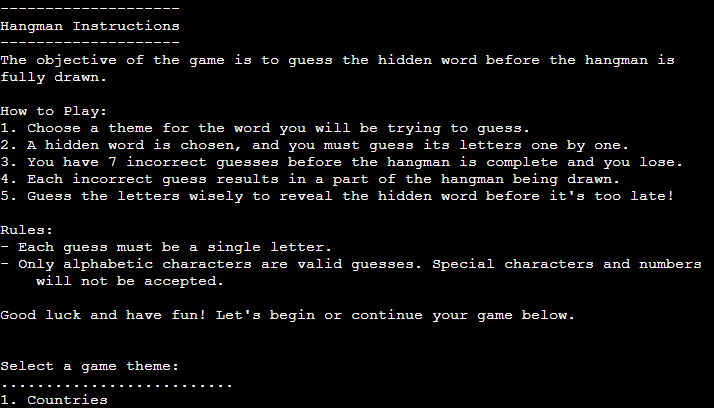 --------------------
Hangman Instructions
--------------------
The objective of the game is to guess the hidden word before the hangman is
fully drawn.

How to Play:
1. Choose a theme for the word you will be trying to guess.
2. A hidden word is chosen, and you must guess its letters one by one.
3. You have 7 incorrect guesses before the hangman is complete and you lose.
4. Each incorrect guess results in a part of the hangman being drawn.
5. Guess the letters wisely to reveal the hidden word before it's too late!

Rules:
- Each guess must be a single letter.
- Only alphabetic characters are valid guesses. Special characters and numbers
    will not be accepted.

Good luck and have fun! Let's begin or continue your game below.


Select a game theme:
..........................
1. Countries